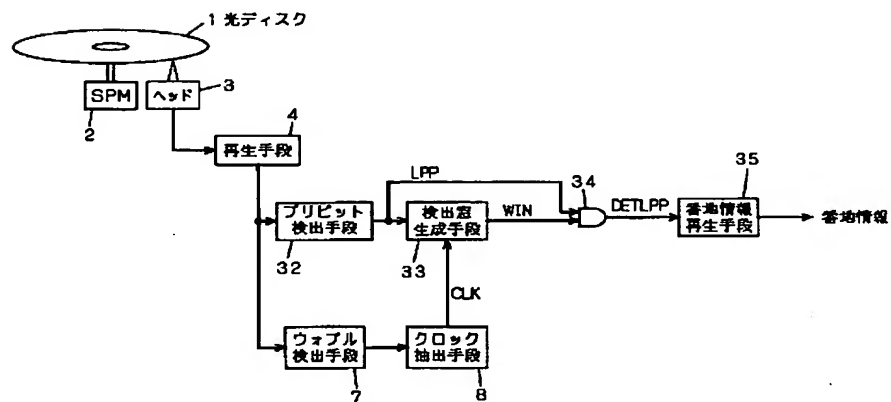 1 光ディスク
SPM
2
ヘッド
3
4
再生手段
LPP
プリピット
検出手段
32
検出窓
生成手段
33
WIN
34
DETLPP
35
番地情報
再生手段
番地情報
CLK
ウォブル
検出手段
7
クロック
抽出手段
8